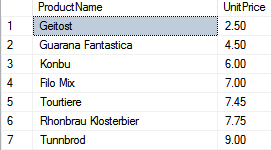 ProductName UnitPrice
1 Geitost 2.50
2 Guarana Fantastica 4.50
3 Konbu 6.00
4 Filo Mix 7.00
5 Tourtiere 7.45
6 Rhonbrau Klosterbier 7.75
7 Tunnbrod 9.00